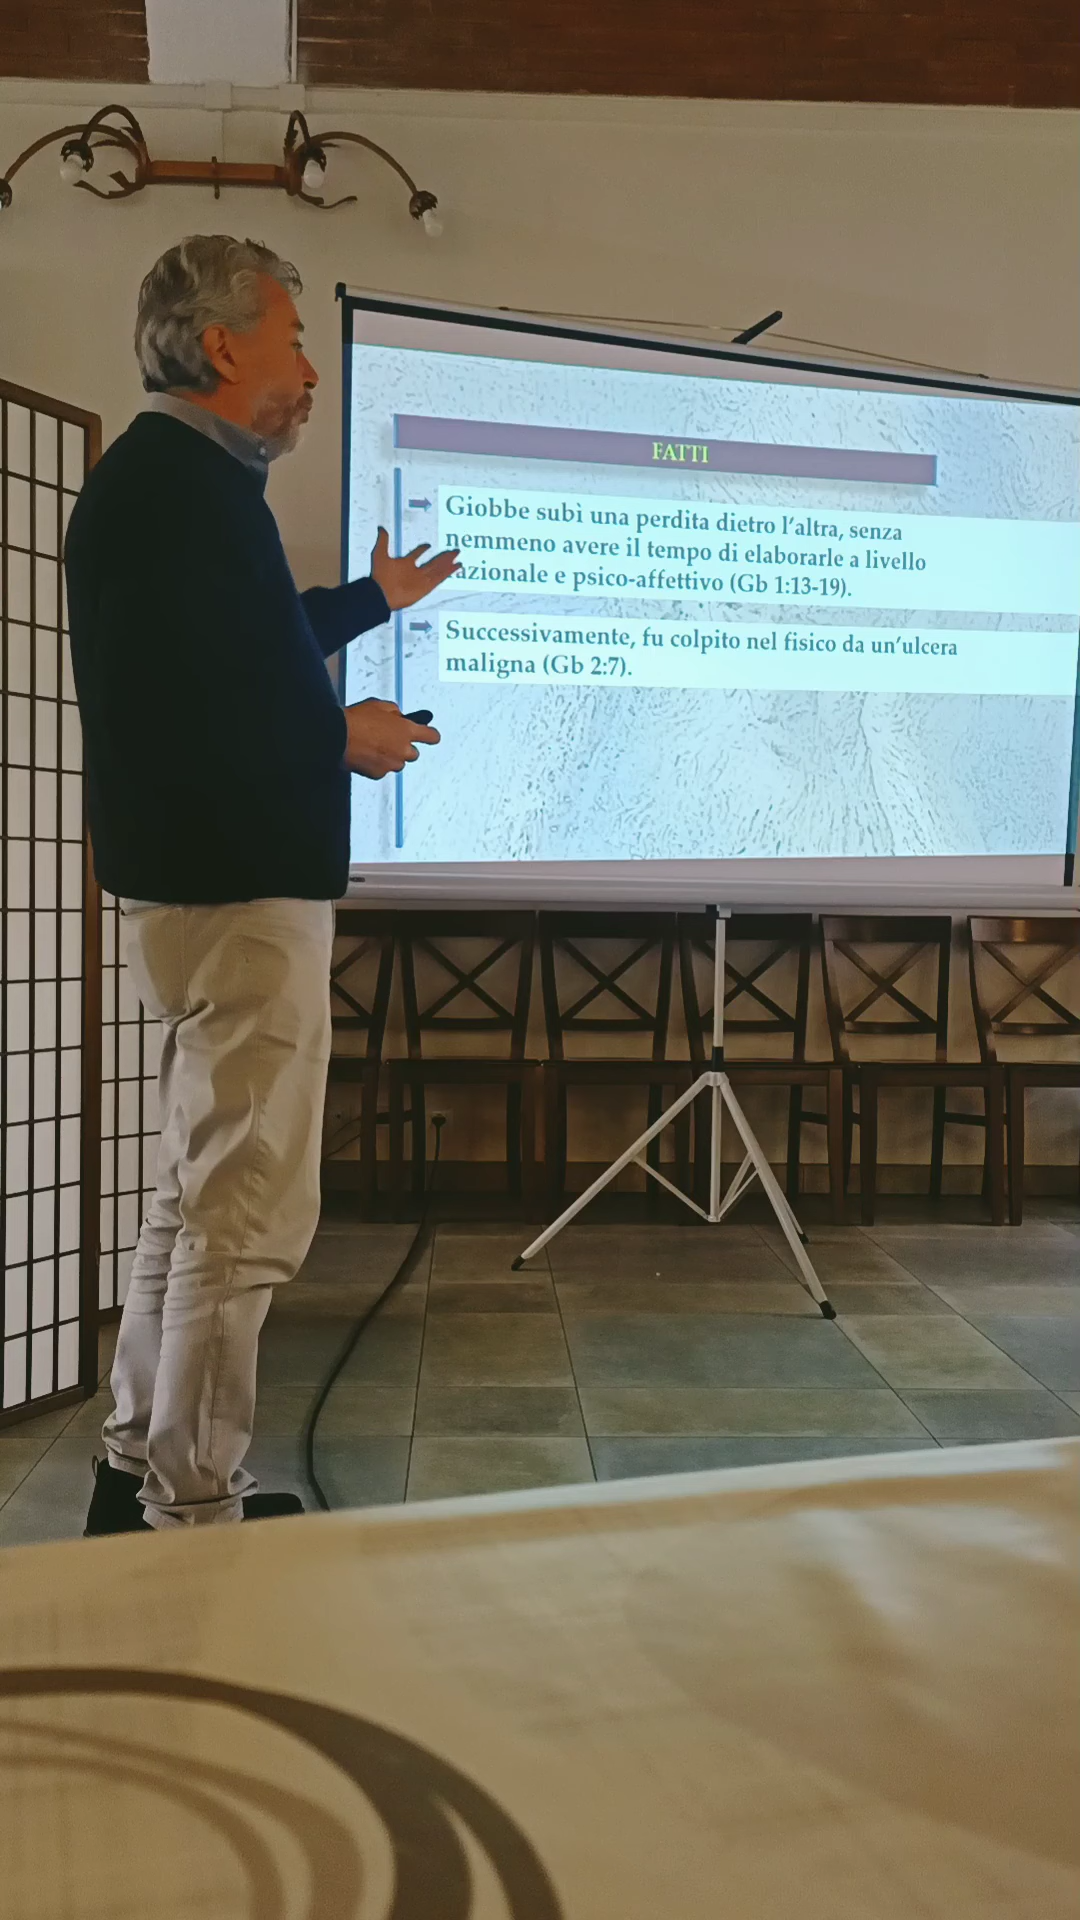 FATTI
Giobbe subì una perdita dietro l'altra, senza
nemmeno avere il tempo di elaborarle a livello
razionale e psico-affettivo (Gb 1:13-19).
Successivamente, fu colpito nel fisico da un'ulcera
maligna (Gb 2:7).